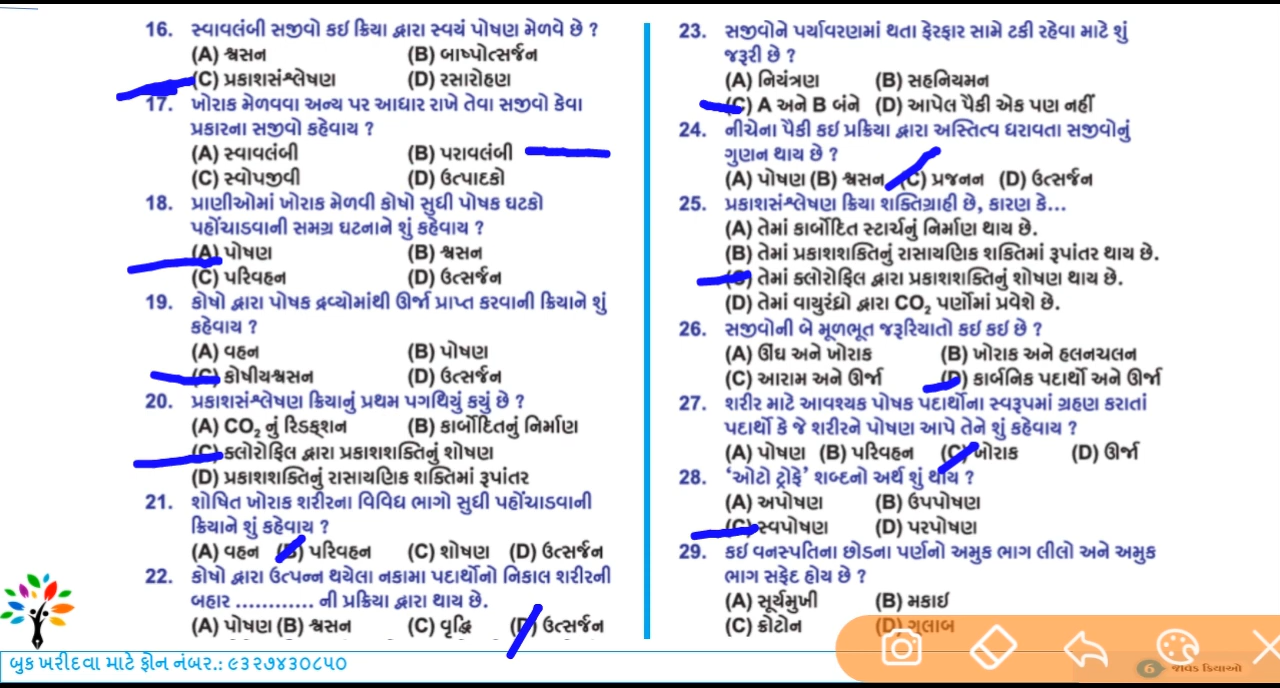 16. સ્વાવલંબી સજીવો કઇ ક્રિયા દ્વારા સ્વયં પોષણ મેળવે છે ?
(A) શ્વસન (B) બાષ્પોત્સર્જન
(C) પ્રકાશસંશ્લેષણ (D) રસારોહણ
17. ખોરાક મેળવવા અન્ય પર આધાર રાખે તેવા સજીવો કેવા
પ્રકારના સજીવો કહેવાય ?
(A) સ્વાવલંબી (B) પરાવલંબી
(C) સ્વોપજીવી (D) ઉત્પાદકો
18. પ્રાણીઓમાં ખોરાક મેળવી કોષો સુધી પોષક ઘટકો
પહોંચાડવાની સમગ્ર ઘટનાને શું કહેવાય ?
(A) પોષણ (B) શ્વસન
(C) પરિવહન (D) ઉત્સર્જન
19. કોષો દ્વારા પોષક દ્રવ્યોમાંથી ઊર્જા પ્રાપ્ત કરવાની ક્રિયાને શું
કહેવાય ?
(A) વહન (B) પોષણ
(C) કોષીયશ્વસન (D) ઉત્સર્જન
20. પ્રકાશસંશ્લેષણ ક્રિયાનું પ્રથમ પગથિયું કયું છે ?
(A) CO₂ નું રિડક્શન (B) કાર્બોદિતનું નિર્માણ
(C) ક્લોરોફિલ દ્વારા પ્રકાશશક્તિનું શોષણ
(D) પ્રકાશશક્તિનું રાસાયણિક શક્તિમાં રૂપાંતર
21. શોષિત ખોરાક શરીરના વિવિધ ભાગો સુધી પહોંચાડવાની
ક્રિયાને શું કહેવાય ?
(A) વહન (B) પરિવહન (C) શોષણ (D) ઉત્સર્જન
22. કોષો દ્વારા ઉત્પન્ન થયેલા નકામા પદાર્થોનો નિકાલ શરીરની
બહાર ............. ની પ્રક્રિયા દ્વારા થાય છે.
(A) પોષણ (B) શ્વસન (C) વૃદ્ધિ (D) ઉત્સર્જન
23. સજીવોને પર્યાવરણમાં થતા ફેરફાર સામે ટકી રહેવા માટે શું
જરૂરી છે ?
(A) નિયંત્રણ (B) સહનિયમન
(C) A અને B બંને (D) આપેલ પૈકી એક પણ નહીં
24. નીચેના પૈકી કઇ પ્રક્રિયા દ્વારા અસ્તિત્વ ધરાવતા સજીવોનું
ગુણન થાય છે ?
(A) પોષણ (B) શ્વસન (C) પ્રજનન (D) ઉત્સર્જન
25. પ્રકાશસંશ્લેષણ ક્રિયા શક્તિગ્રાહી છે, કારણ કે...
(A) તેમાં કાર્બોદિત સ્ટાર્ચનું નિર્માણ થાય છે.
(B) તેમાં પ્રકાશશક્તિનું રાસાયણિક શક્તિમાં રૂપાંતર થાય છે.
(C) તેમાં ક્લોરોફિલ દ્વારા પ્રકાશશક્તિનું શોષણ થાય છે.
(D) તેમાં વાયુરંધ્રો દ્વારા CO₂ પર્ણોમાં પ્રવેશે છે.
26. સજીવોની બે મૂળભૂત જરૂરિયાતો કઇ કઇ છે ?
(A) ઊંઘ અને ખોરાક (B) ખોરાક અને હલનચલન
(C) આરામ અને ઊર્જા (D) કાર્બનિક પદાર્થો અને ઊર્જા
27. શરીર માટે આવશ્યક પોષક પદાર્થોના સ્વરૂપમાં ગ્રહણ કરાતાં
પદાર્થો કે જે શરીરને પોષણ આપે તેને શું કહેવાય ?
(A) પોષણ (B) પરિવહન (C) ખોરાક (D) ઊર્જા
28. ‘ઓટો ટ્રોફે’ શબ્દનો અર્થ શું થાય ?
(A) અપોષણ (B) ઉપપોષણ
(C) સ્વપોષણ (D) પરપોષણ
29. કઇ વનસ્પતિના છોડના પર્ણનો અમુક ભાગ લીલો અને અમુક
ભાગ સફેદ હોય છે ?
(A) સૂર્યમુખી (B) મકાઈ
(C) ક્રોટોન (D) ગુલાબ
બુક ખરીદવા માટે ફોન નંબર.: ૯૩૨૭૪૩૦૮૫૦
6 જૈવિક ક્રિયાઓ